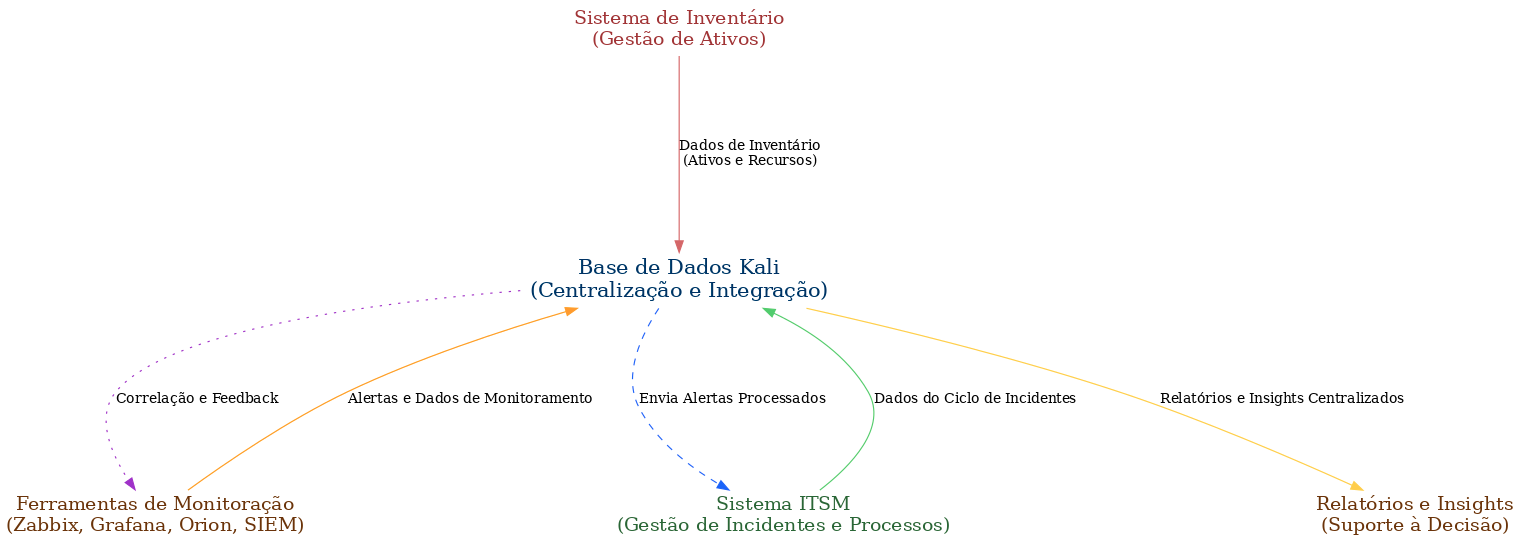 Sistema de Inventário
(Gestão de Ativos)
Dados de Inventário
(Ativos e Recursos)
Base de Dados Kali
(Centralização e Integração)
Correlação e Feedback
Alertas e Dados de Monitoramento
Envia Alertas Processados
Dados do Ciclo de Incidentes
Relatórios e Insights Centralizados
Ferramentas de Monitoração
(Zabbix, Grafana, Orion, SIEM)
Sistema ITSM
(Gestão de Incidentes e Processos)
Relatórios e Insights
(Suporte à Decisão)